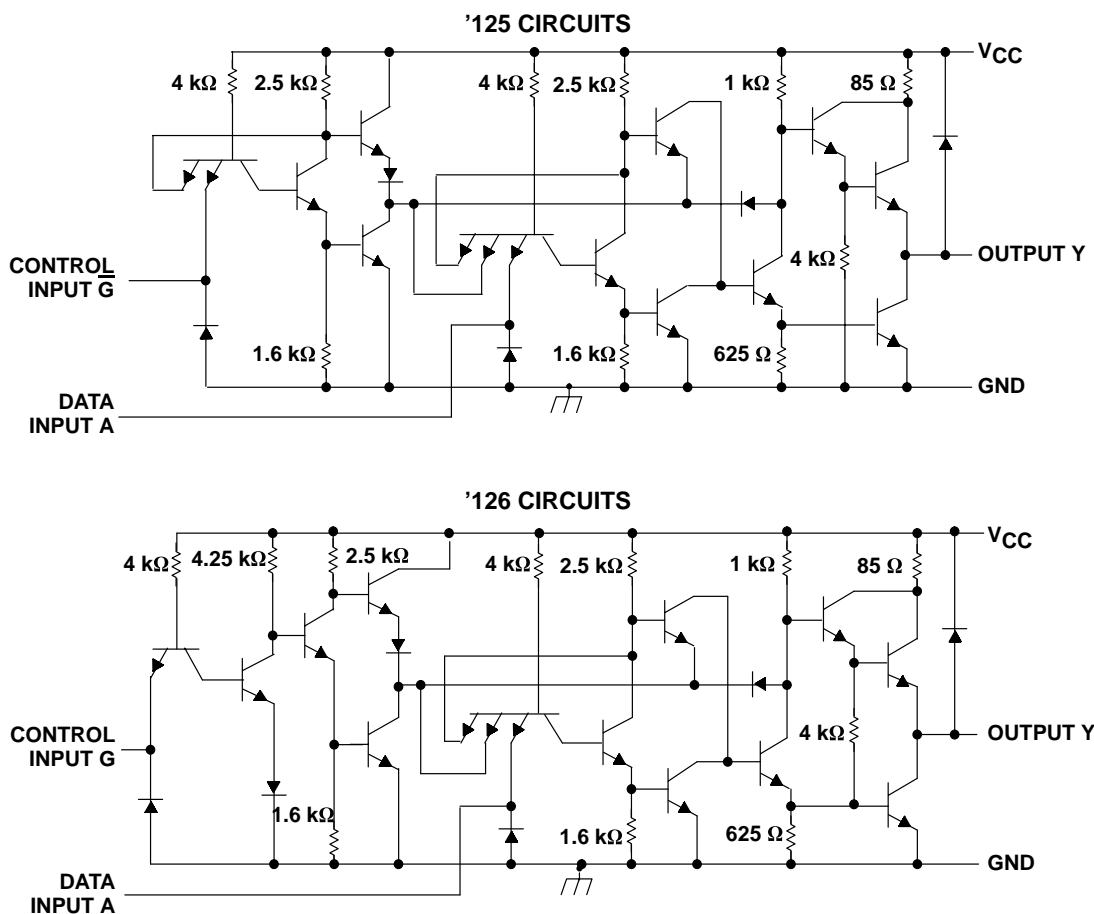 '125 CIRCUITS
VCC
4 kΩ 2.5 kΩ 4 kΩ 2.5 kΩ 1 kΩ 85 Ω
CONTROL
INPUT G̅
4 kΩ
OUTPUT Y
1.6 kΩ 1.6 kΩ 625 Ω
GND
DATA
INPUT A
'126 CIRCUITS
VCC
4 kΩ 4.25 kΩ 2.5 kΩ 4 kΩ 2.5 kΩ 1 kΩ 85 Ω
CONTROL
INPUT G
4 kΩ
OUTPUT Y
1.6 kΩ 1.6 kΩ 625 Ω
GND
DATA
INPUT A